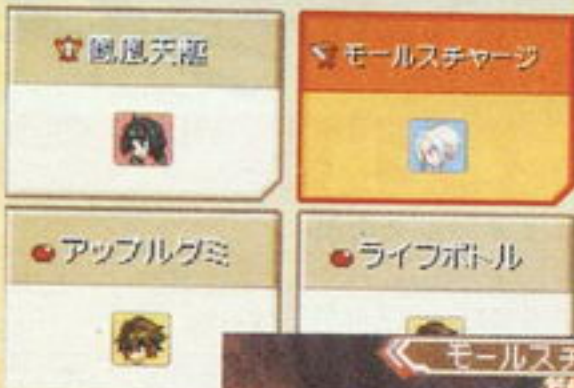 鳳凰天駆
モールスチャージ
アップルグミ
ライフボトル
モールスチ